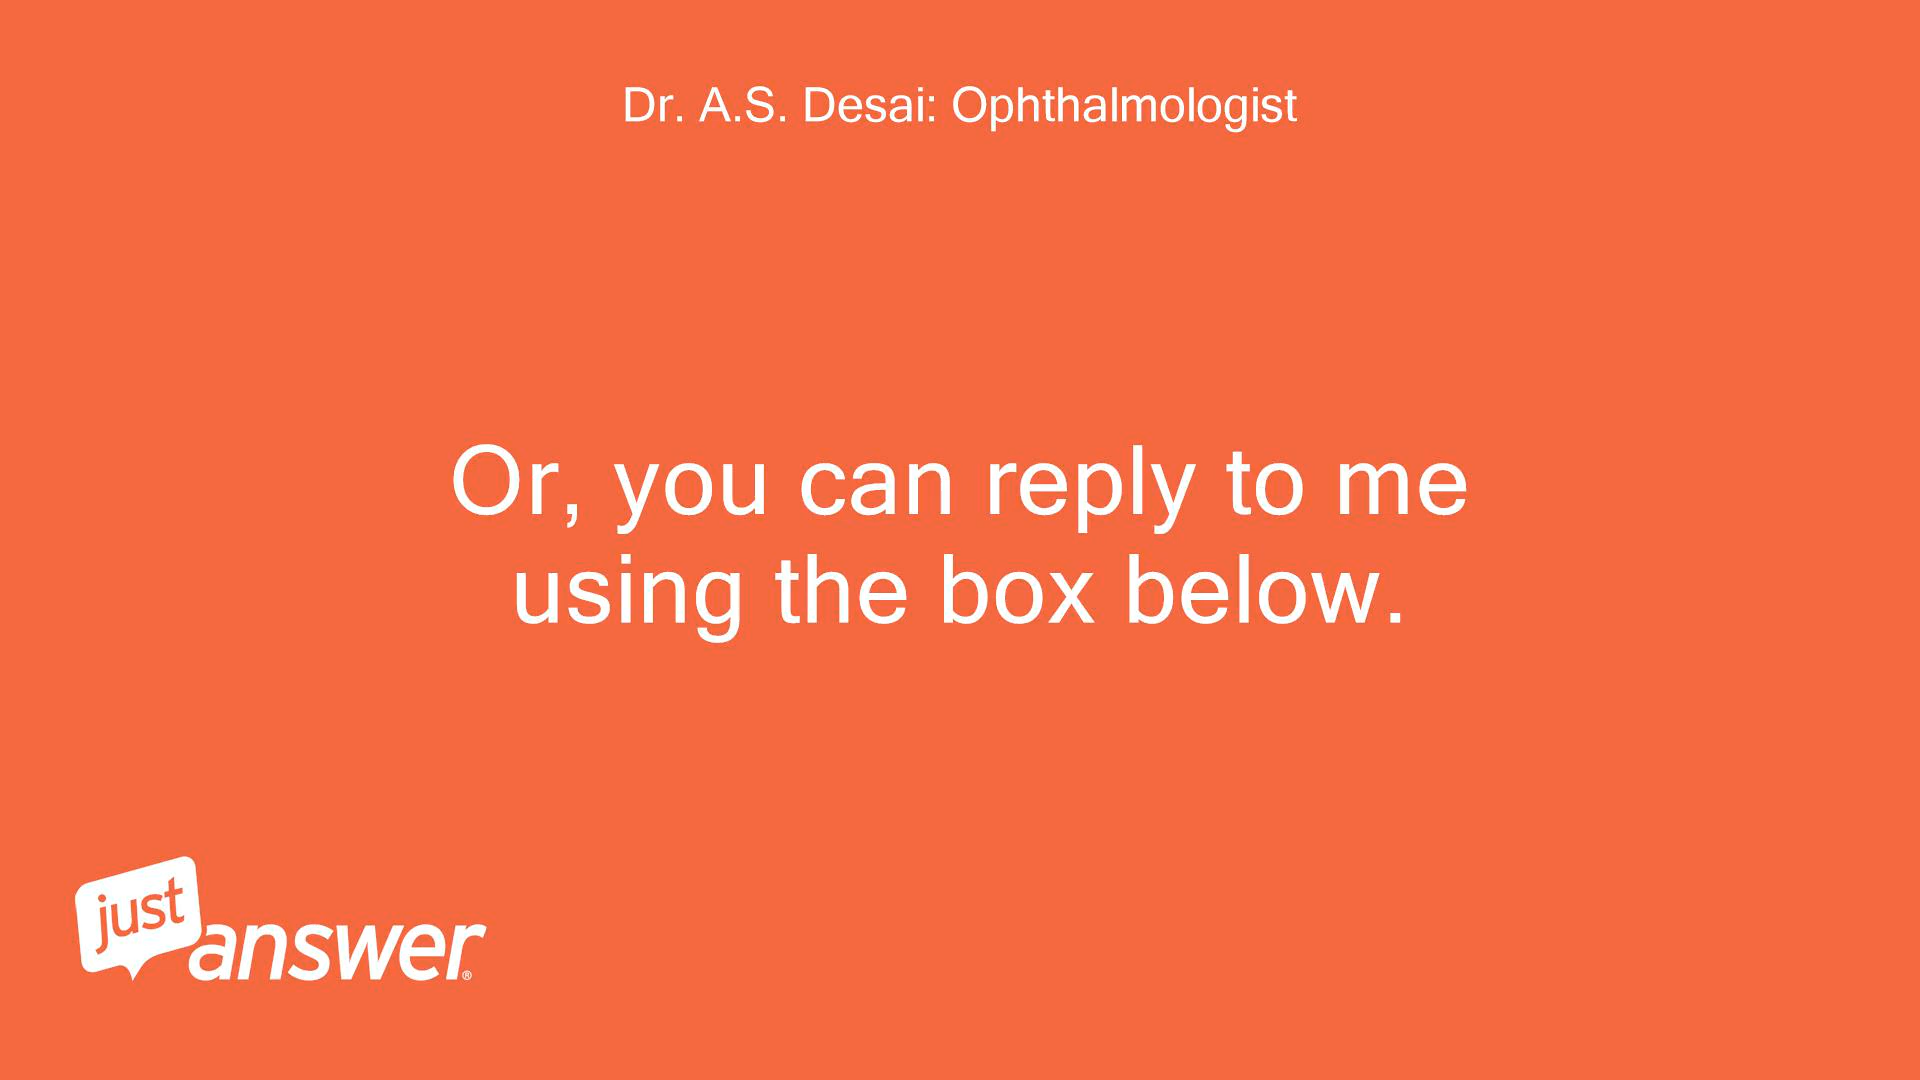 Dr. A.S. Desai: Ophthalmologist
Or, you can reply to me
using the box below.
just
answer®